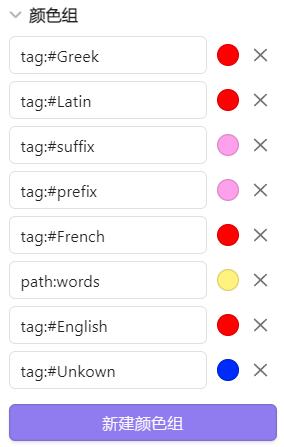 颜色组
tag:#Greek
tag:#Latin
tag:#suffix
tag:#prefix
tag:#French
path:words
tag:#English
tag:#Unkown
新建颜色组